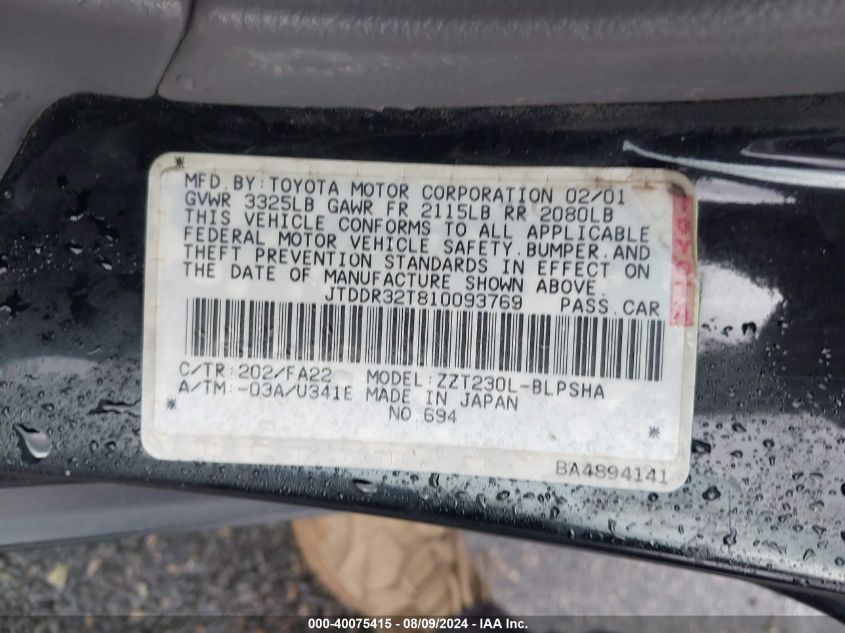 MFD. BY: TOYOTA MOTOR CORPORATION 02/01
GVWR 3325LB GAWR FR 2115LB RR 2080LB
THIS VEHICLE CONFORMS TO ALL APPLICABLE
FEDERAL MOTOR VEHICLE SAFETY, BUMPER, AND
THEFT PREVENTION STANDARDS IN EFFECT ON
THE DATE OF MANUFACTURE SHOWN ABOVE.
JTDDR32T810093769 PASS. CAR
C/TR: 202/FA22 MODEL: ZZT230L-BLPSHA
A/TM: -03A/U341E MADE IN JAPAN
NO. 694
BA4894141
000-40075415 - 08/09/2024 - IAAI.COM